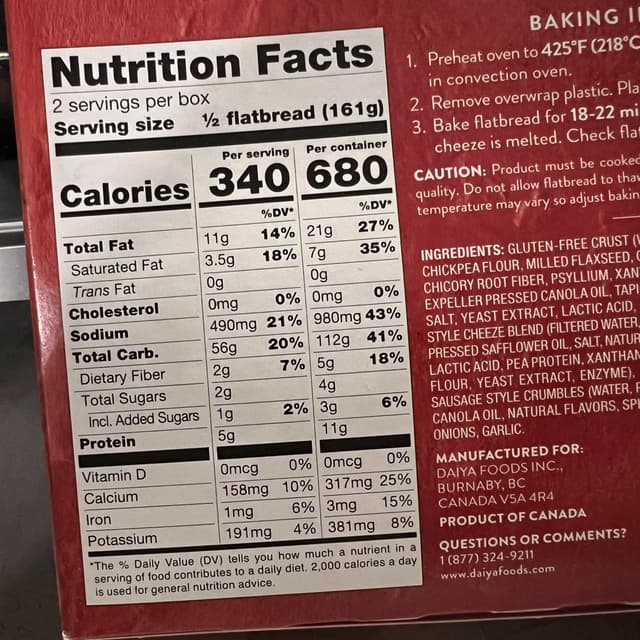 Nutrition Facts
2 servings per box
Serving size ½ flatbread (161g)
Per serving Per container
Calories 340 680
%DV* %DV*
Total Fat 11g 14% 21g 27%
Saturated Fat 3.5g 18% 7g 35%
Trans Fat 0g 0g
Cholesterol 0mg 0% 0mg 0%
Sodium 490mg 21% 980mg 43%
Total Carb. 56g 20% 112g 41%
Dietary Fiber 2g 7% 5g 18%
Total Sugars 2g 4g
Incl. Added Sugars 1g 2% 3g 6%
Protein 5g 11g
Vitamin D 0mcg 0% 0mcg 0%
Calcium 158mg 10% 317mg 25%
Iron 1mg 6% 3mg 15%
Potassium 191mg 4% 381mg 8%
*The % Daily Value (DV) tells you how much a nutrient in a
serving of food contributes to a daily diet. 2,000 calories a day
is used for general nutrition advice.
BAKING
1. Preheat oven to 425°F (218°C
in convection oven.
2. Remove overwrap plastic.
3. Bake flatbread for 18-22
cheese is melted. Check
CAUTION: Product must be cooked
quality. Do not allow flatbread to
temperature may vary so adjust
INGREDIENTS: GLUTEN-FREE CRUST
CHICKPEA FLOUR, MILLED FLAXSEED,
CHICORY ROOT FIBER, PSYLLIUM,
EXPELLER PRESSED CANOLA OIL,
SALT, YEAST EXTRACT, LACTIC ACID,
STYLE CHEEZE BLEND (FILTERED WATER,
PRESSED SAFFLOWER OIL, SALT,
LACTIC ACID, PEA PROTEIN,
FLOUR, YEAST EXTRACT, ENZYME),
SAUSAGE STYLE CRUMBLES (WATER,
CANOLA OIL, NATURAL FLAVORS,
ONIONS, GARLIC.
MANUFACTURED FOR:
DAIYA FOODS INC.,
BURNABY, BC
CANADA V5A 4R4
PRODUCT OF CANADA
QUESTIONS OR COMMENTS?
1 (877) 324-9211
www.daiyafoods.com